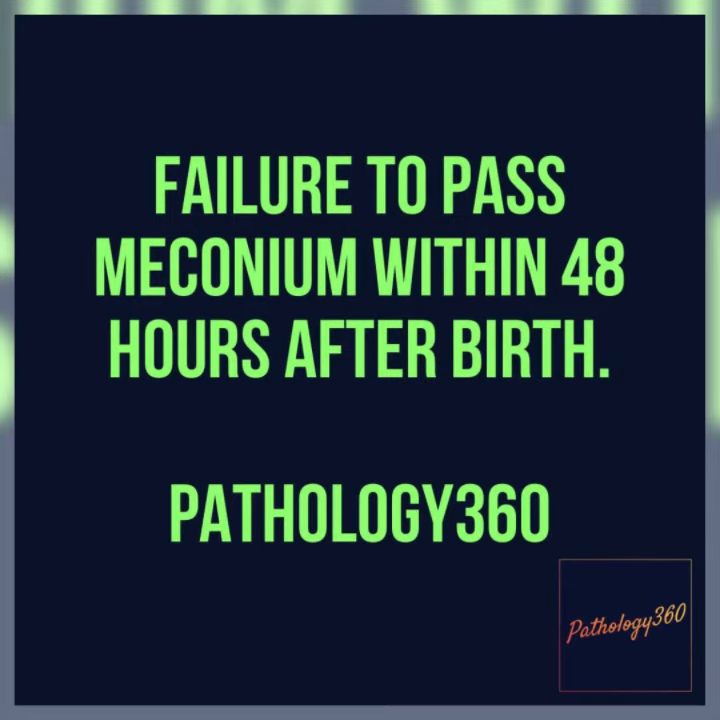 FAILURE TO PASS
MECONIUM WITHIN 48
HOURS AFTER BIRTH.
PATHOLOGY360
Pathology360